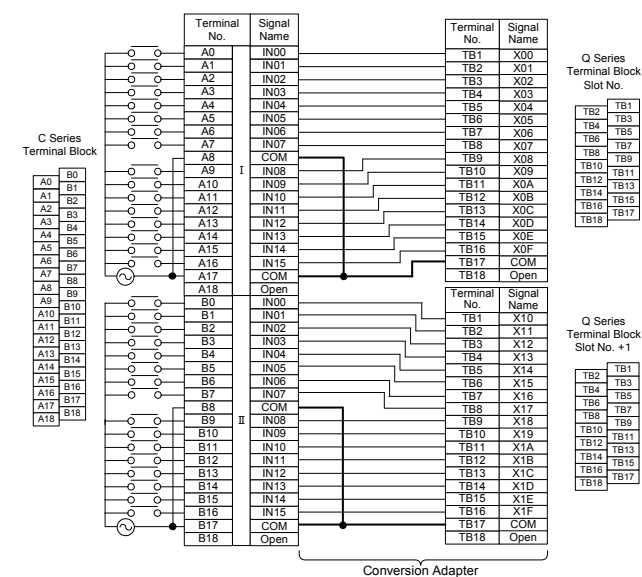 C Series
Terminal Block
B0
A0
B1
A1
B2
A2
B3
A3
B4
A4
B5
A5
B6
A6
B7
A7
B8
A8
B9
A9
B10
A10
B11
A11
B12
A12
B13
A13
B14
A14
B15
A15
B16
A16
B17
A17
B18
A18
Terminal No. Signal Name
A0 IN00
A1 IN01
A2 IN02
A3 IN03
A4 IN04
A5 IN05
A6 IN06
A7 IN07
A8 COM
A9 I IN08
A10 IN09
A11 IN10
A12 IN11
A13 IN12
A14 IN13
A15 IN14
A16 IN15
A17 COM
A18 Open
B0 IN00
B1 IN01
B2 IN02
B3 IN03
B4 IN04
B5 IN05
B6 IN06
B7 IN07
B8 COM
B9 II IN08
B10 IN09
B11 IN10
B12 IN11
B13 IN12
B14 IN13
B15 IN14
B16 IN15
B17 COM
B18 Open
Terminal No. Signal Name
TB1 X00
TB2 X01
TB3 X02
TB4 X03
TB5 X04
TB6 X05
TB7 X06
TB8 X07
TB9 X08
TB10 X09
TB11 X0A
TB12 X0B
TB13 X0C
TB14 X0D
TB15 X0E
TB16 X0F
TB17 COM
TB18 Open
Terminal No. Signal Name
TB1 X10
TB2 X11
TB3 X12
TB4 X13
TB5 X14
TB6 X15
TB7 X16
TB8 X17
TB9 X18
TB10 X19
TB11 X1A
TB12 X1B
TB13 X1C
TB14 X1D
TB15 X1E
TB16 X1F
TB17 COM
TB18 Open
Conversion Adapter
Q Series
Terminal Block
Slot No.
TB1
TB2
TB3
TB4
TB5
TB6
TB7
TB8
TB9
TB10
TB11
TB12
TB13
TB14
TB15
TB16
TB17
TB18
Q Series
Terminal Block
Slot No. +1
TB1
TB2
TB3
TB4
TB5
TB6
TB7
TB8
TB9
TB10
TB11
TB12
TB13
TB14
TB15
TB16
TB17
TB18